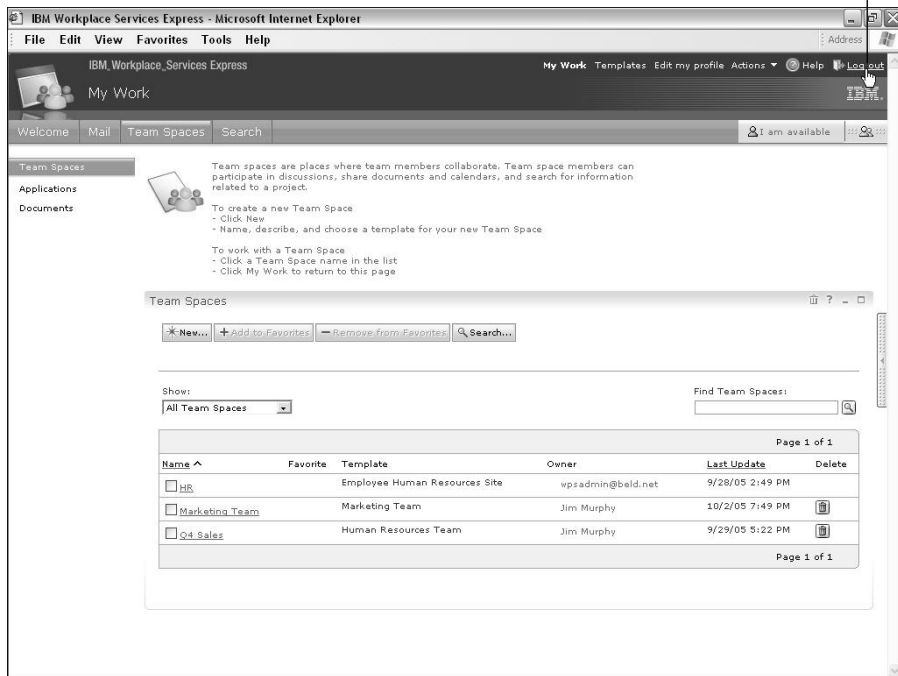 IBM Workplace Services Express - Microsoft Internet Explorer
File Edit View Favorites Tools Help Address
IBM_Workplace_Services Express My Work Templates Edit my profile Actions Help Log out
My Work IBM.
Welcome Mail Team Spaces Search I am available
Team Spaces
Applications
Documents
Team spaces are places where team members collaborate. Team space members can
participate in discussions, share documents and calendars, and search for information
related to a project.
To create a new Team Space
- Click New
- Name, describe, and choose a template for your new Team Space
To work with a Team Space
- Click a Team Space name in the list
- Click My Work to return to this page
Team Spaces ?
New... Add to Favorites Remove from Favorites Search...
Show: Find Team Spaces:
All Team Spaces
Page 1 of 1
Name Favorite Template Owner Last Update Delete
HR Employee Human Resources Site wpsadmin@beld.net 9/28/05 2:49 PM
Marketing Team Marketing Team Jim Murphy 10/2/05 7:49 PM
Q4 Sales Human Resources Team Jim Murphy 9/29/05 5:22 PM
Page 1 of 1